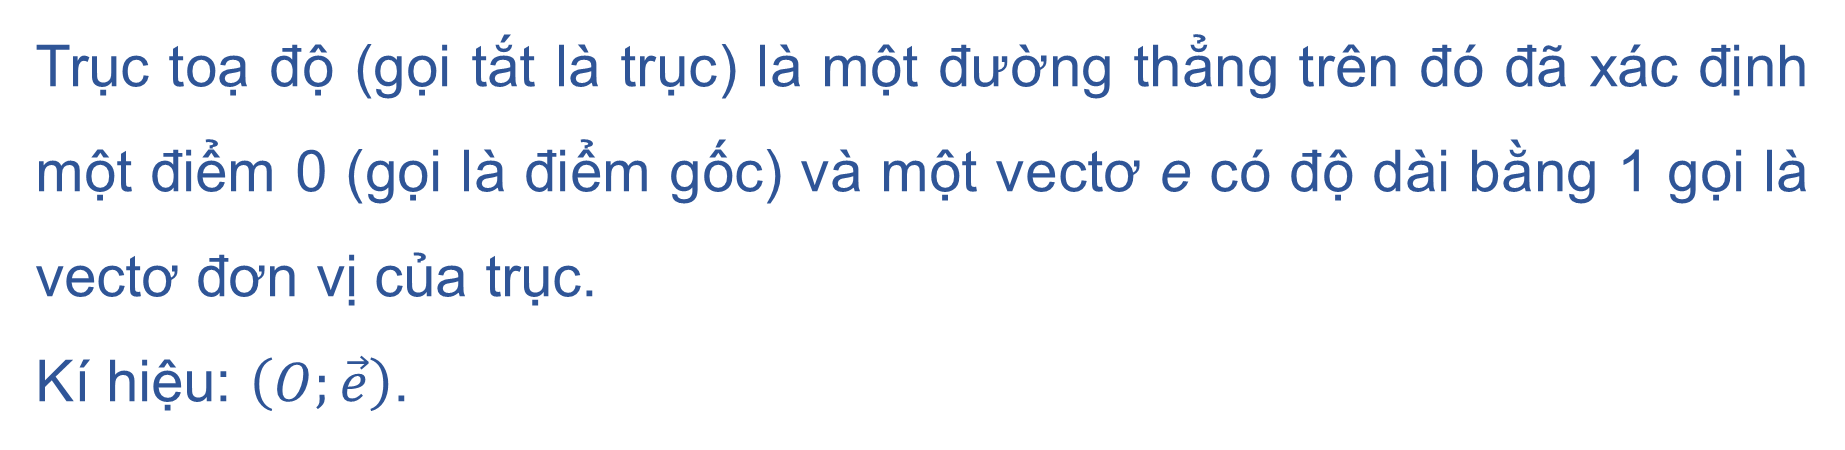 Trục toạ độ (gọi tắt là trục) là một đường thẳng trên đó đã xác định
một điểm 0 (gọi là điểm gốc) và một vectơ e có độ dài bằng 1 gọi là
vectơ đơn vị của trục.
Kí hiệu: (O; e⃗).